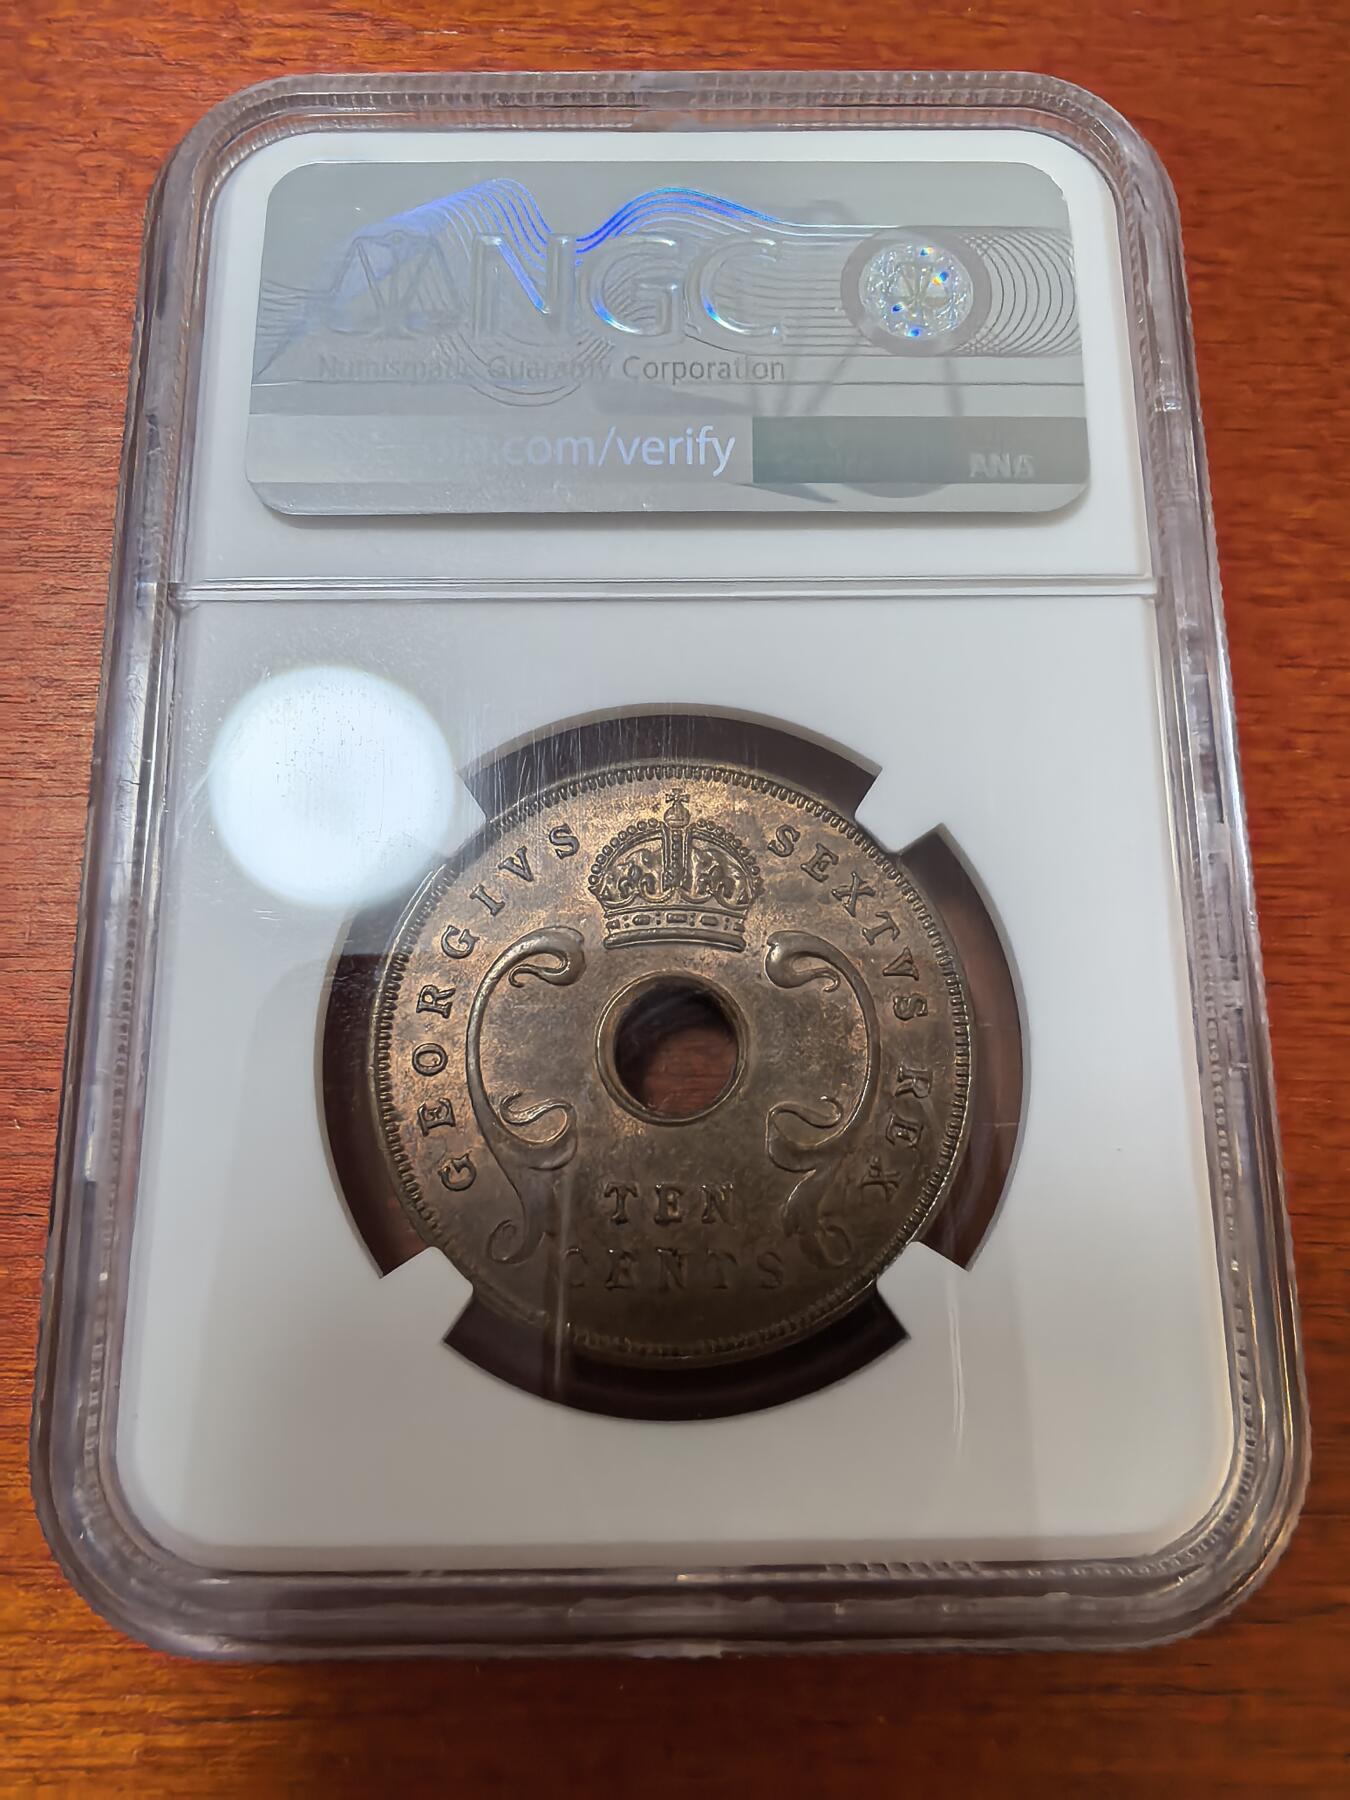 NGC
Numismatic Guaranty Corporation
.com/verify
ANA
GEORGIVS SEXTVS REX
TEN
CENTS